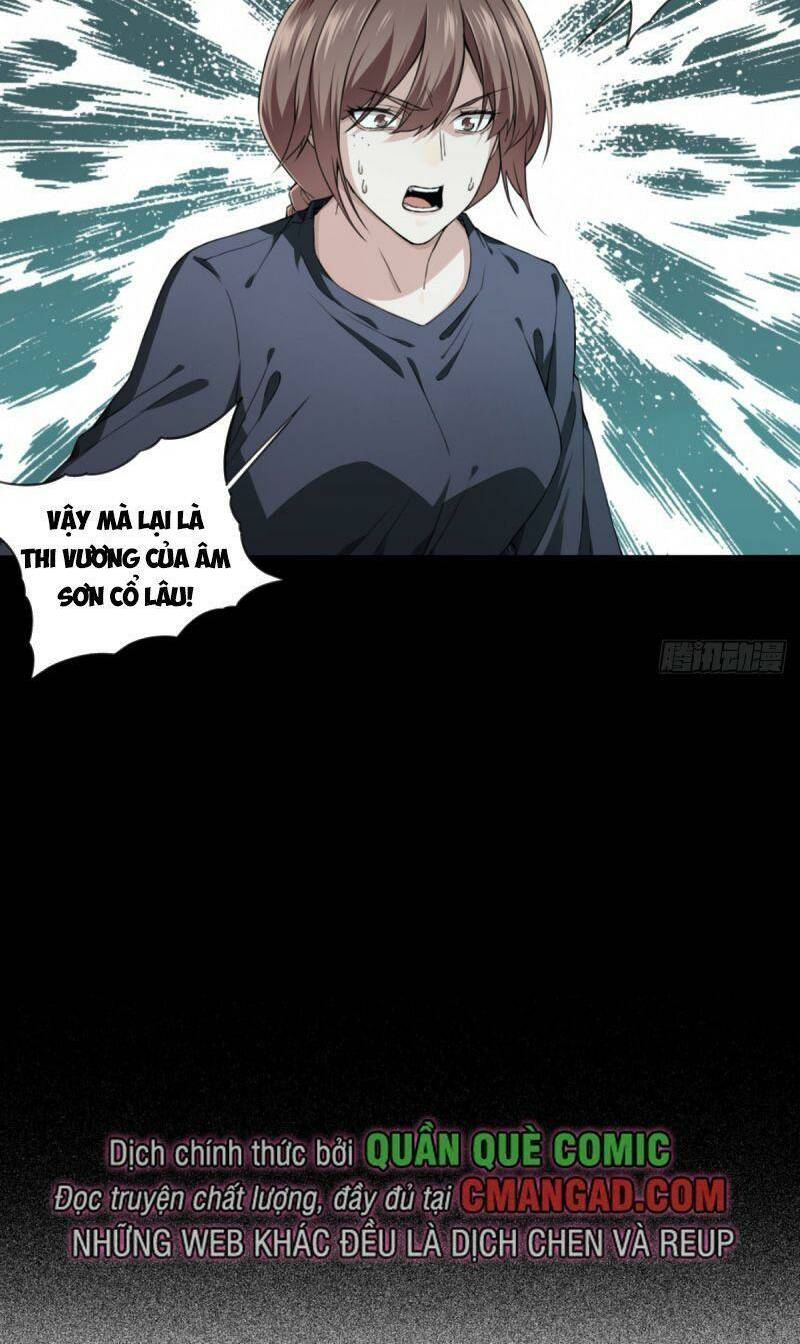 VẬY MÀ LẠI LÀ
THI VƯƠNG CỦA ÂM
SƠN CỔ LÂU!
腾讯动漫
Dịch chính thức bởi QUẦN QUÈ COMIC
Đọc truyện chất lượng, đầy đủ tại CMANGAD.COM
NHỮNG WEB KHÁC ĐỀU LÀ DỊCH CHEN VÀ REUP